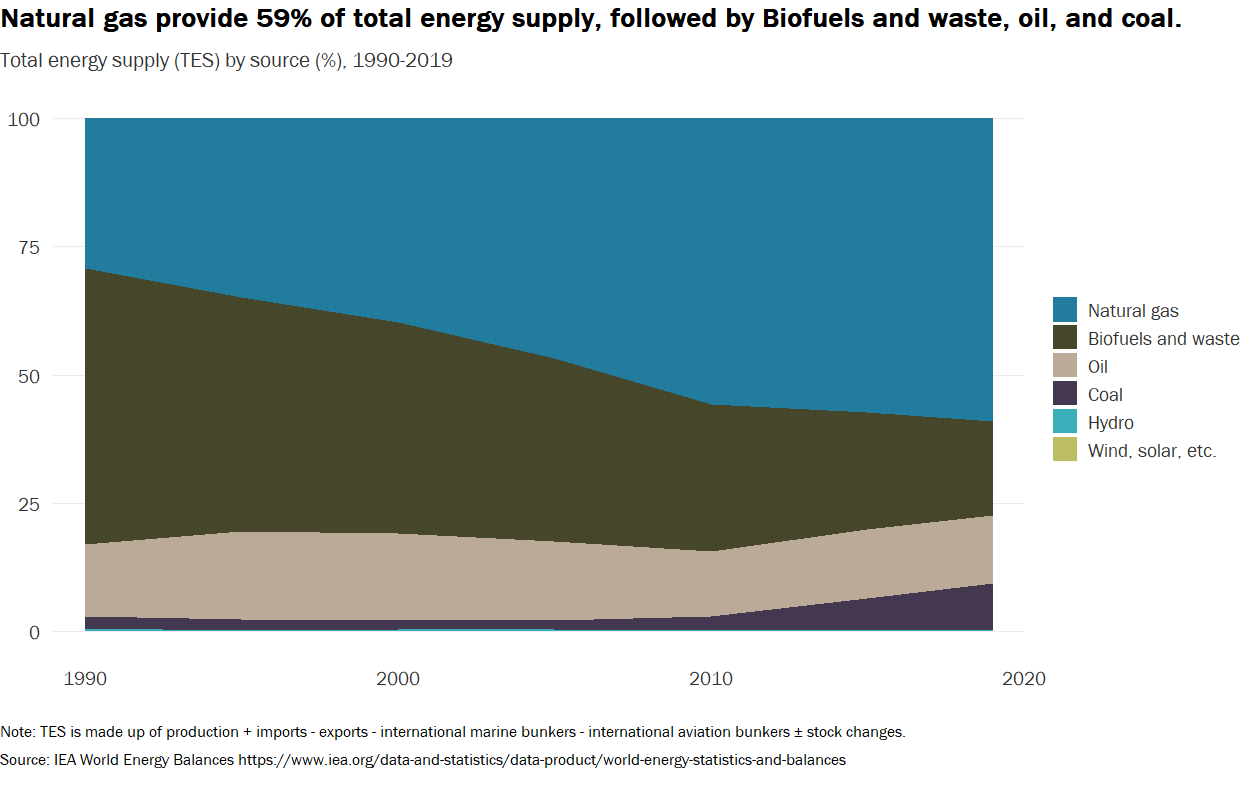 Natural gas provide 59% of total energy supply, followed by Biofuels and waste, oil, and coal.
Total energy supply (TES) by source (%), 1990-2019
100
75
50
25
0
1990
2000
2010
2020
Natural gas
Biofuels and waste
Oil
Coal
Hydro
Wind, solar, etc.
Note: TES is made up of production + imports - exports - international marine bunkers - international aviation bunkers ± stock changes.
Source: IEA World Energy Balances https://www.iea.org/data-and-statistics/data-product/world-energy-statistics-and-balances